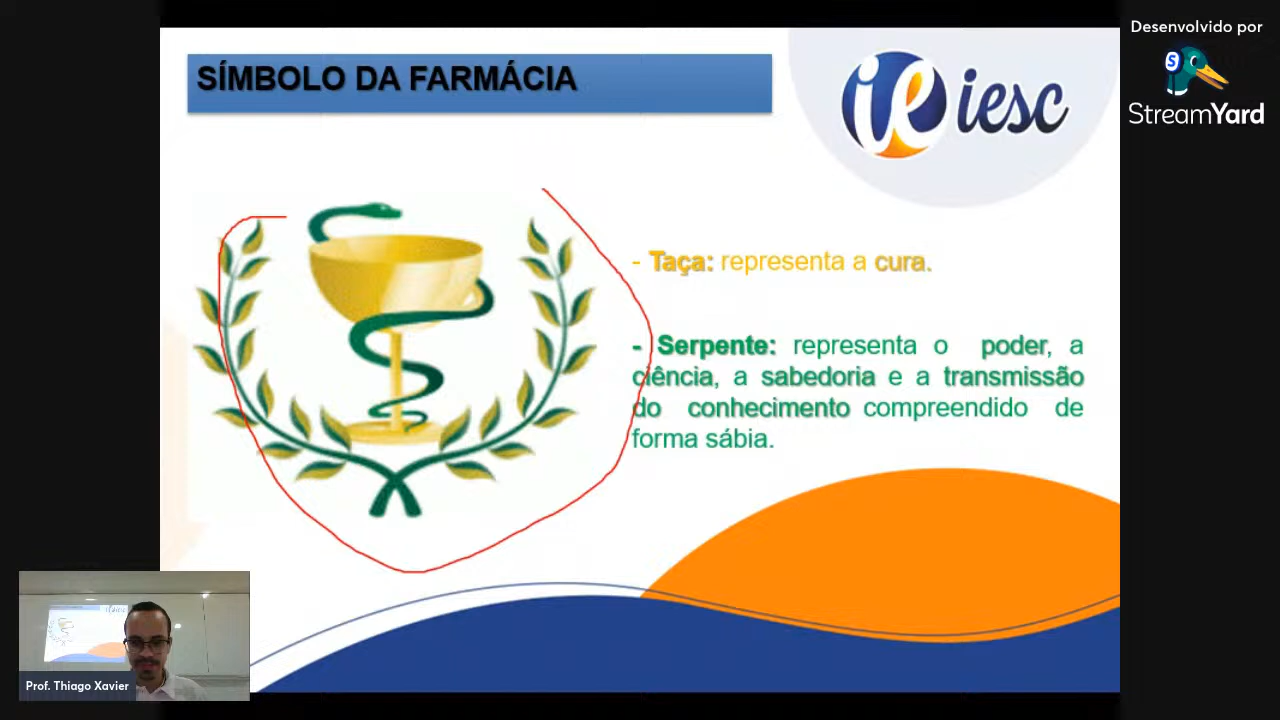 Desenvolvido por
StreamYard
SÍMBOLO DA FARMÁCIA
iesc
- Taça: representa a cura.
- Serpente: representa o poder, a
ciência, a sabedoria e a transmissão
do conhecimento compreendido de
forma sábia.
Prof. Thiago Xavier